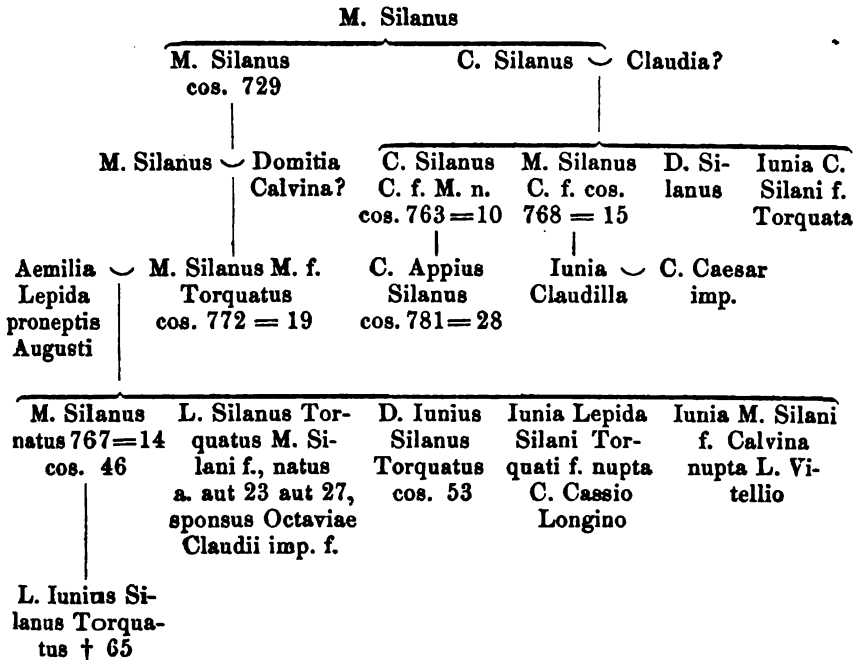 M. Silanus
M. Silanus
cos. 729
C. Silanus ⌣ Claudia?
M. Silanus ⌣ Domitia
Calvina?
C. Silanus
C. f. M. n.
cos. 763=10
M. Silanus
C. f. cos.
768 = 15
D. Si-
lanus
Iunia C.
Silani f.
Torquata
Aemilia
Lepida
proneptis
Augusti
M. Silanus M. f.
Torquatus
cos. 772 = 19
C. Appius
Silanus
cos. 781=28
Iunia
Claudilla
C. Caesar
imp.
M. Silanus
natus 767=14
cos. 46
L. Silanus Tor-
quatus M. Si-
lani f., natus
a. aut 23 aut 27,
sponsus Octaviae
Claudii imp. f.
D. Iunius
Silanus
Torquatus
cos. 53
Iunia Lepida
Silani Tor-
quati f. nupta
C. Cassio
Longino
Iunia M. Silani
f. Calvina
nupta L. Vi-
tellio
L. Iunius Si-
lanus Torqua-
tus † 65